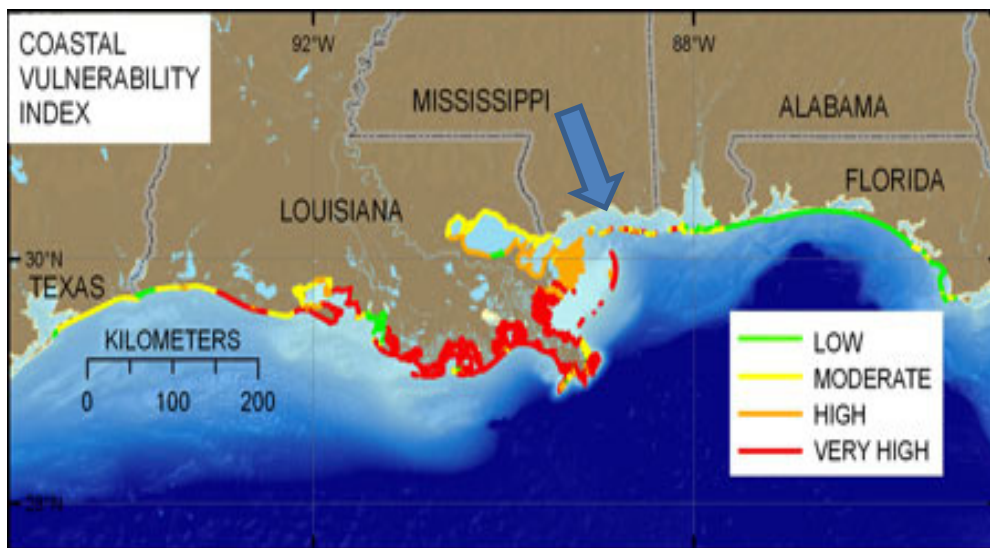 COASTAL
VULNERABILITY
INDEX
92°W
88°W
MISSISSIPPI
ALABAMA
FLORIDA
LOUISIANA
30°N
TEXAS
KILOMETERS
0 100 200
LOW
MODERATE
HIGH
VERY HIGH
28°N